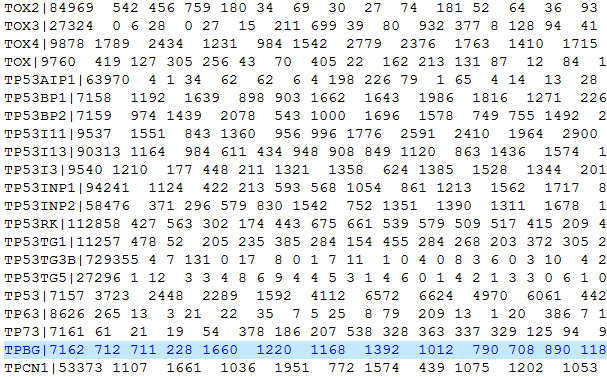 TOX2|84969 542 456 759 180 34 69 30 27 74 181 52 64 36 93
TOX3|27324 0 6 28 0 27 15 211 699 39 80 932 377 8 128 94 41
TOX4|9878 1789 2434 1231 984 1542 2779 2376 1763 1410 1715
TOX|9760 419 127 305 256 43 70 405 22 162 213 131 87 12 84 1
TP53AIP1|63970 4 1 34 62 62 6 4 198 226 79 1 65 4 14 13 28
TP53BP1|7158 1192 1639 898 903 1662 1643 1986 1816 1271 226
TP53BP2|7159 974 1439 2078 543 1000 1696 1578 749 755 1492 2
TP53I11|9537 1551 843 1360 956 996 1776 2591 2410 1964 2900
TP53I13|90313 1164 984 611 434 948 908 849 1120 863 1436 1574 1
TP53I3|9540 1210 177 448 211 1321 1358 624 1385 1528 1344 201
TP53INP1|94241 1124 422 213 593 568 1054 861 1213 1562 1717 8
TP53INP2|58476 371 296 579 830 1542 752 1351 1390 1311 1678 1
TP53RK|112858 427 563 302 174 443 675 661 539 579 509 517 415 209 4
TP53TG1|11257 478 52 205 235 385 284 154 455 284 268 203 372 305 2
TP53TG3B|729355 4 7 131 0 17 8 0 1 7 11 1 0 4 0 8 3 6 0 3 10 4 2
TP53TG5|27296 1 12 3 3 4 8 6 9 4 4 5 3 1 4 6 0 1 4 2 1 3 3 0 6 1 0
TP53|7157 3723 2448 2289 1592 4112 6572 6624 4970 6061 442
TP63|8626 265 13 3 21 22 35 7 5 25 8 79 209 13 1 20 386 7 1
TP73|7161 61 21 19 54 378 186 207 538 328 363 337 329 125 94 9
TPBG|7162 712 711 228 1660 1220 1168 1392 1012 790 708 890 118
TPCN1|53373 1107 1661 1036 1951 772 1574 439 1075 1202 1053